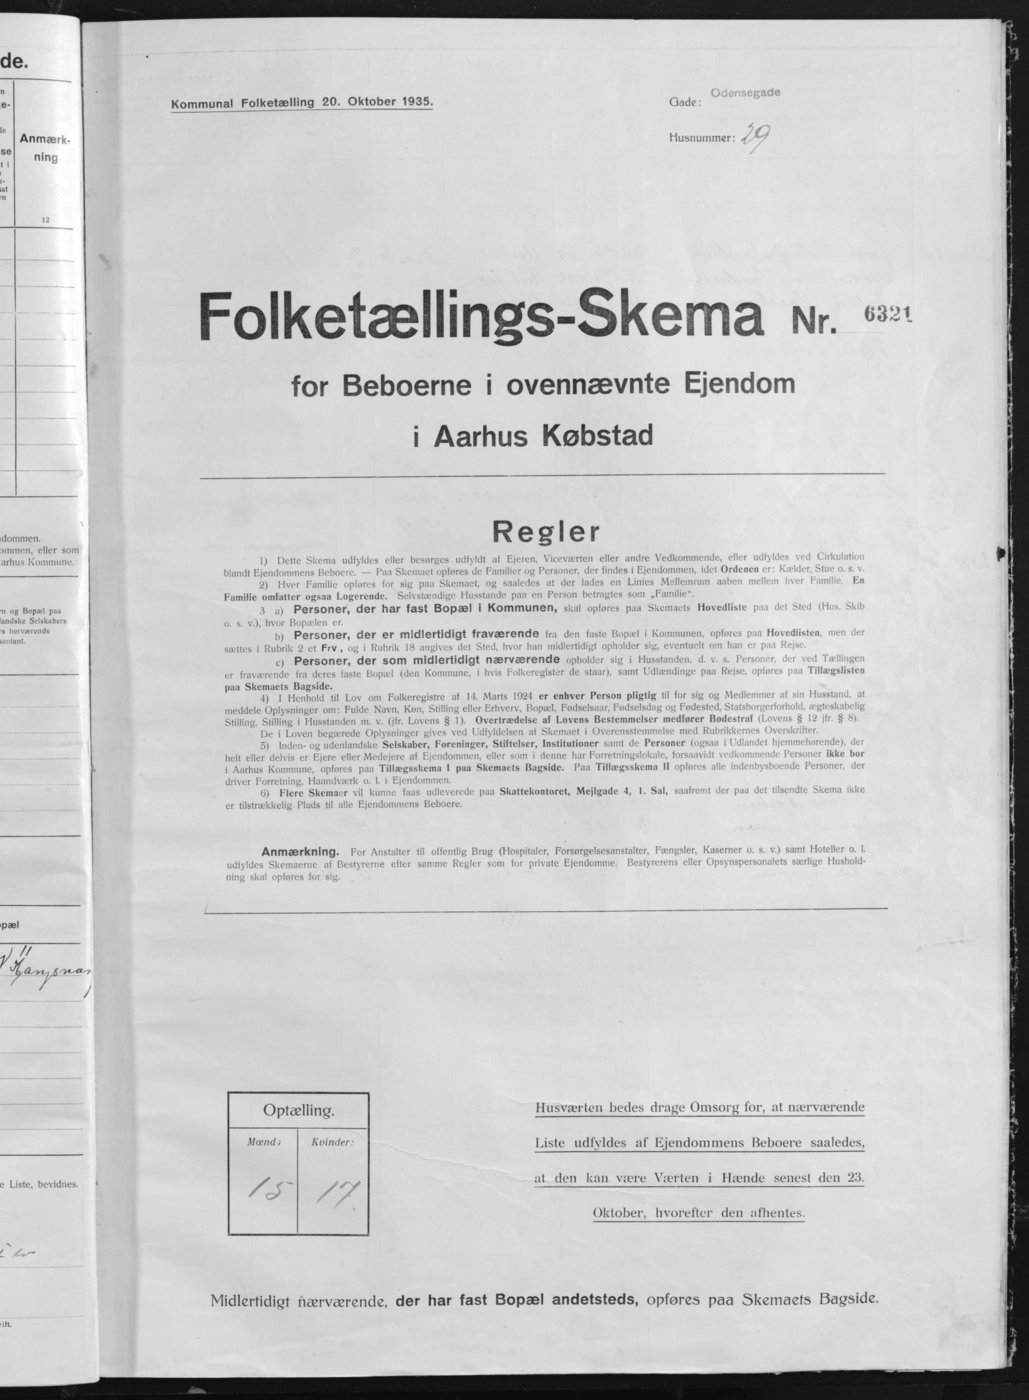 de.
Anmærk-
ning
12
dommen.
ommen, eller som
arhus Kommune.
n og Bopæl paa
landske Selskabers
s herværende
sentant.
opæl
e Liste, bevidnes.
rift.
Kommunal Folketælling 20. Oktober 1935.
Gade: Odensegade
Husnummer: 29
Folketællings-Skema Nr. 6321
for Beboerne i ovennævnte Ejendom
i Aarhus Købstad
Regler
1) Dette Skema udfyldes eller besørges udfyldt af Ejeren, Viceværten eller andre Vedkommende, eller udfyldes ved Cirkulation
blandt Ejendommens Beboere. — Paa Skemaet opføres de Familier og Personer, der findes i Ejendommen, idet Ordenen er: Kælder, Stue o. s. v.
2) Hver Familie opføres for sig paa Skemaet, og saaledes at der lades en Linies Mellemrum aaben mellem hver Familie. En
Familie omfatter ogsaa Logerende. Selvstændige Husstande paa en Person betragtes som „Familie“.
3 a) Personer, der har fast Bopæl i Kommunen, skal opføres paa Skemaets Hovedliste paa det Sted (Hus, Skib
o. s. v.), hvor Bopælen er.
b) Personer, der er midlertidigt fraværende fra den faste Bopæl i Kommunen, opføres paa Hovedlisten, men der
sættes i Rubrik 2 et Frv, og i Rubrik 18 angives det Sted, hvor han midlertidigt opholder sig, eventuelt om han er paa Rejse.
c) Personer, der som midlertidigt nærværende opholder sig i Husstanden, d. v. s. Personer, der ved Tællingen
er fraværende fra deres faste Bopæl (den Kommune, i hvis Folkeregister de staar), samt Udlændinge paa Rejse, opføres paa Tillægslisten
paa Skemaets Bagside.
4) I Henhold til Lov om Folkeregistre af 14. Marts 1924 er enhver Person pligtig til for sig og Medlemmer af sin Husstand, at
meddele Oplysninger om: Fulde Navn, Køn, Stilling eller Erhverv, Bopæl, Fødselsaar, Fødselsdag og Fødested, Statsborgerforhold, ægteskabelig
Stilling, Stilling i Husstanden m. v. (jfr. Lovens § 1). Overtrædelse af Lovens Bestemmelser medfører Bødestraf (Lovens § 12 jfr. § 8).
De i Loven begærede Oplysninger gives ved Udfyldelsen af Skemaet i Overensstemmelse med Rubrikkernes Overskrifter.
5) Inden- og udenlandske Selskaber, Foreninger, Stiftelser, Institutioner samt de Personer (ogsaa i Udlandet hjemmehørende), der
helt eller delvis er Ejere eller Medejere af Ejendommen, eller som i denne har Forretningslokale, forsaavidt vedkommende Personer ikke bor
i Aarhus Kommune, opføres paa Tillægsskema I paa Skemaets Bagside. Paa Tillægsskema II opføres alle indenbysboende Personer, der
driver Forretning, Haandværk o. l. i Ejendommen.
6) Flere Skemaer vil kunne faas udleverede paa Skattekontoret, Mejlgade 4, 1. Sal, saafremt der paa det tilsendte Skema ikke
er tilstrækkelig Plads til alle Ejendommens Beboere.
Anmærkning. For Anstalter til offentlig Brug (Hospitaler, Forsørgelsesanstalter, Fængsler, Kaserner o. s. v.) samt Hoteller o. l.
udfyldes Skemaerne af Bestyrerne efter samme Regler som for private Ejendomme. Bestyrerens eller Opsynspersonalets særlige Hushold-
ning skal opføres for sig.
Optælling.
Mænd: Kvinder:
15 17.
Husværten bedes drage Omsorg for, at nærværende
Liste udfyldes af Ejendommens Beboere saaledes,
at den kan være Værten i Hænde senest den 23.
Oktober, hvorefter den afhentes.
Midlertidigt nærværende, der har fast Bopæl andetsteds, opføres paa Skemaets Bagside.